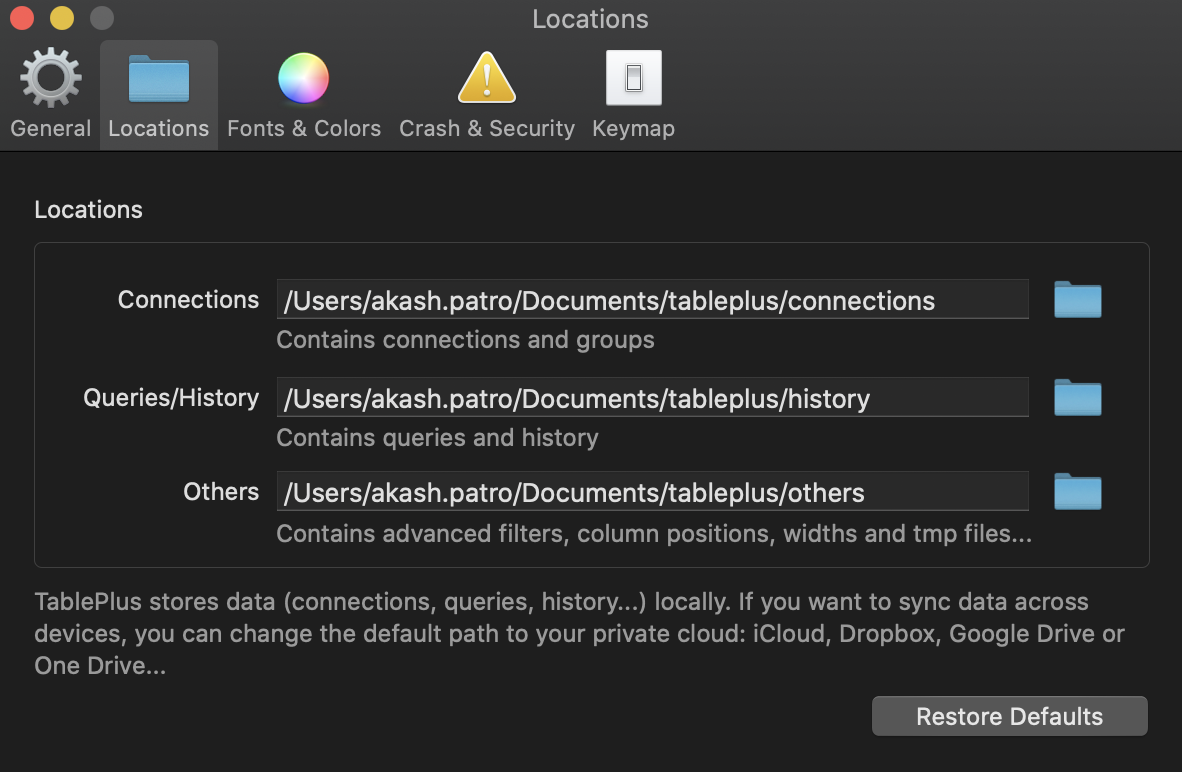 Locations
General Locations Fonts & Colors Crash & Security Keymap
Locations
Connections /Users/akash.patro/Documents/tableplus/connections
Contains connections and groups
Queries/History /Users/akash.patro/Documents/tableplus/history
Contains queries and history
Others /Users/akash.patro/Documents/tableplus/others
Contains advanced filters, column positions, widths and tmp files...
TablePlus stores data (connections, queries, history...) locally. If you want to sync data across
devices, you can change the default path to your private cloud: iCloud, Dropbox, Google Drive or
One Drive...
Restore Defaults